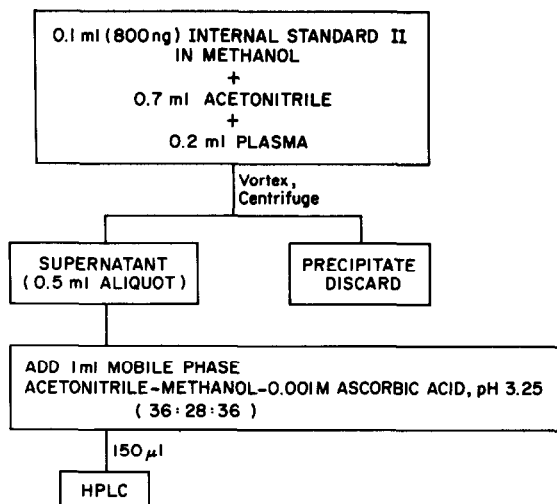 0.1 ml (800 ng) INTERNAL STANDARD II
IN METHANOL
+
0.7 ml ACETONITRILE
+
0.2 ml PLASMA
Vortex,
Centrifuge
SUPERNATANT
(0.5 ml ALIQUOT)
PRECIPITATE
DISCARD
ADD 1 ml MOBILE PHASE
ACETONITRILE-METHANOL-0.001M ASCORBIC ACID, pH 3.25
(36:28:36)
150 μl
HPLC